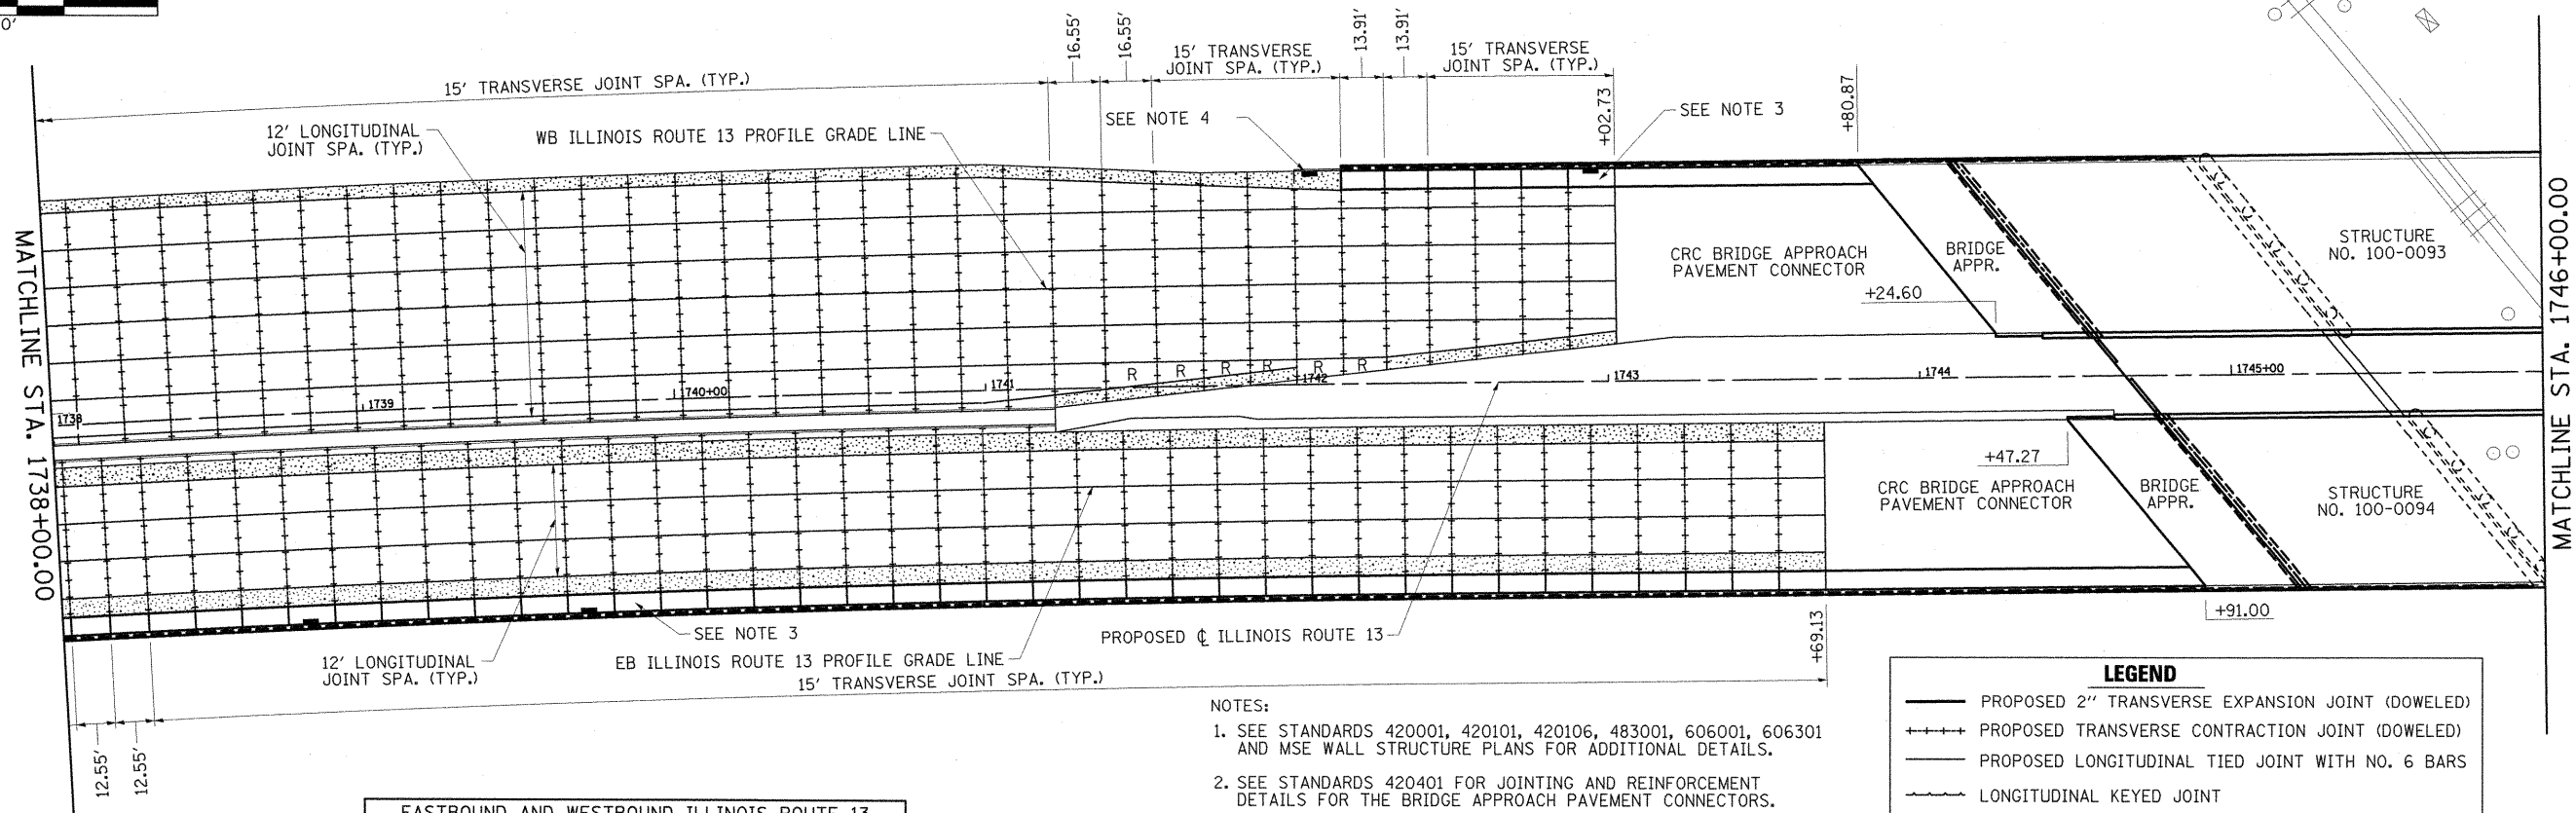 0'
16.55'
16.55'
15' TRANSVERSE
JOINT SPA. (TYP.)
13.91'
13.91'
15' TRANSVERSE
JOINT SPA. (TYP.)
15' TRANSVERSE JOINT SPA. (TYP.)
+02.73
+80.87
SEE NOTE 3
SEE NOTE 4
12' LONGITUDINAL
JOINT SPA. (TYP.)
WB ILLINOIS ROUTE 13 PROFILE GRADE LINE
MATCHLINE STA. 1738+00.00
MATCHLINE STA. 1746+00.00
CRC BRIDGE APPROACH
PAVEMENT CONNECTOR
BRIDGE
APPR.
STRUCTURE
NO. 100-0093
+24.60
R R R R R R
1738
1739
1740+00
1741
1742
1743
1744
1745+00
+47.27
CRC BRIDGE APPROACH
PAVEMENT CONNECTOR
BRIDGE
APPR.
STRUCTURE
NO. 100-0094
+91.00
SEE NOTE 3
PROPOSED ℄ ILLINOIS ROUTE 13
+69.13
12' LONGITUDINAL
JOINT SPA. (TYP.)
EB ILLINOIS ROUTE 13 PROFILE GRADE LINE
15' TRANSVERSE JOINT SPA. (TYP.)
12.55'
12.55'
NOTES:
1. SEE STANDARDS 420001, 420101, 420106, 483001, 606001, 606301
AND MSE WALL STRUCTURE PLANS FOR ADDITIONAL DETAILS.
2. SEE STANDARDS 420401 FOR JOINTING AND REINFORCEMENT
DETAILS FOR THE BRIDGE APPROACH PAVEMENT CONNECTORS.
LEGEND
PROPOSED 2" TRANSVERSE EXPANSION JOINT (DOWELED)
PROPOSED TRANSVERSE CONTRACTION JOINT (DOWELED)
PROPOSED LONGITUDINAL TIED JOINT WITH NO. 6 BARS
LONGITUDINAL KEYED JOINT
EASTBOUND AND WESTBOUND ILLINOIS ROUTE 13